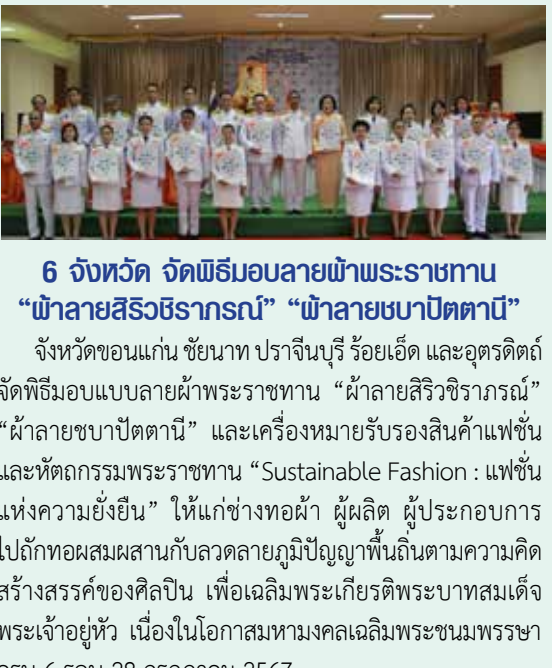 6 จังหวัด จัดพิธีมอบลายผ้าพระราชทาน
“ผ้าลายสิริวชิราภรณ์” “ผ้าลายชบาปัตตานี”
จังหวัดขอนแก่น ชัยนาท ปราจีนบุรี ร้อยเอ็ด และอุตรดิตถ์
จัดพิธีมอบแบบลายผ้าพระราชทาน “ผ้าลายสิริวชิราภรณ์”
“ผ้าลายชบาปัตตานี” และเครื่องหมายรับรองสินค้าแฟชั่น
และหัตถกรรมพระราชทาน “Sustainable Fashion : แฟชั่น
แห่งความยั่งยืน” ให้แก่ช่างทอผ้า ผู้ผลิต ผู้ประกอบการ
ไปถักทอผสมผสานกับลวดลายภูมิปัญญาพื้นถิ่นตามความคิด
สร้างสรรค์ของศิลปิน เพื่อเฉลิมพระเกียรติพระบาทสมเด็จ
พระเจ้าอยู่หัว เนื่องในโอกาสมหามงคลเฉลิมพระชนมพรรษา
6 รอบ 28 กรกฎาคม 2567